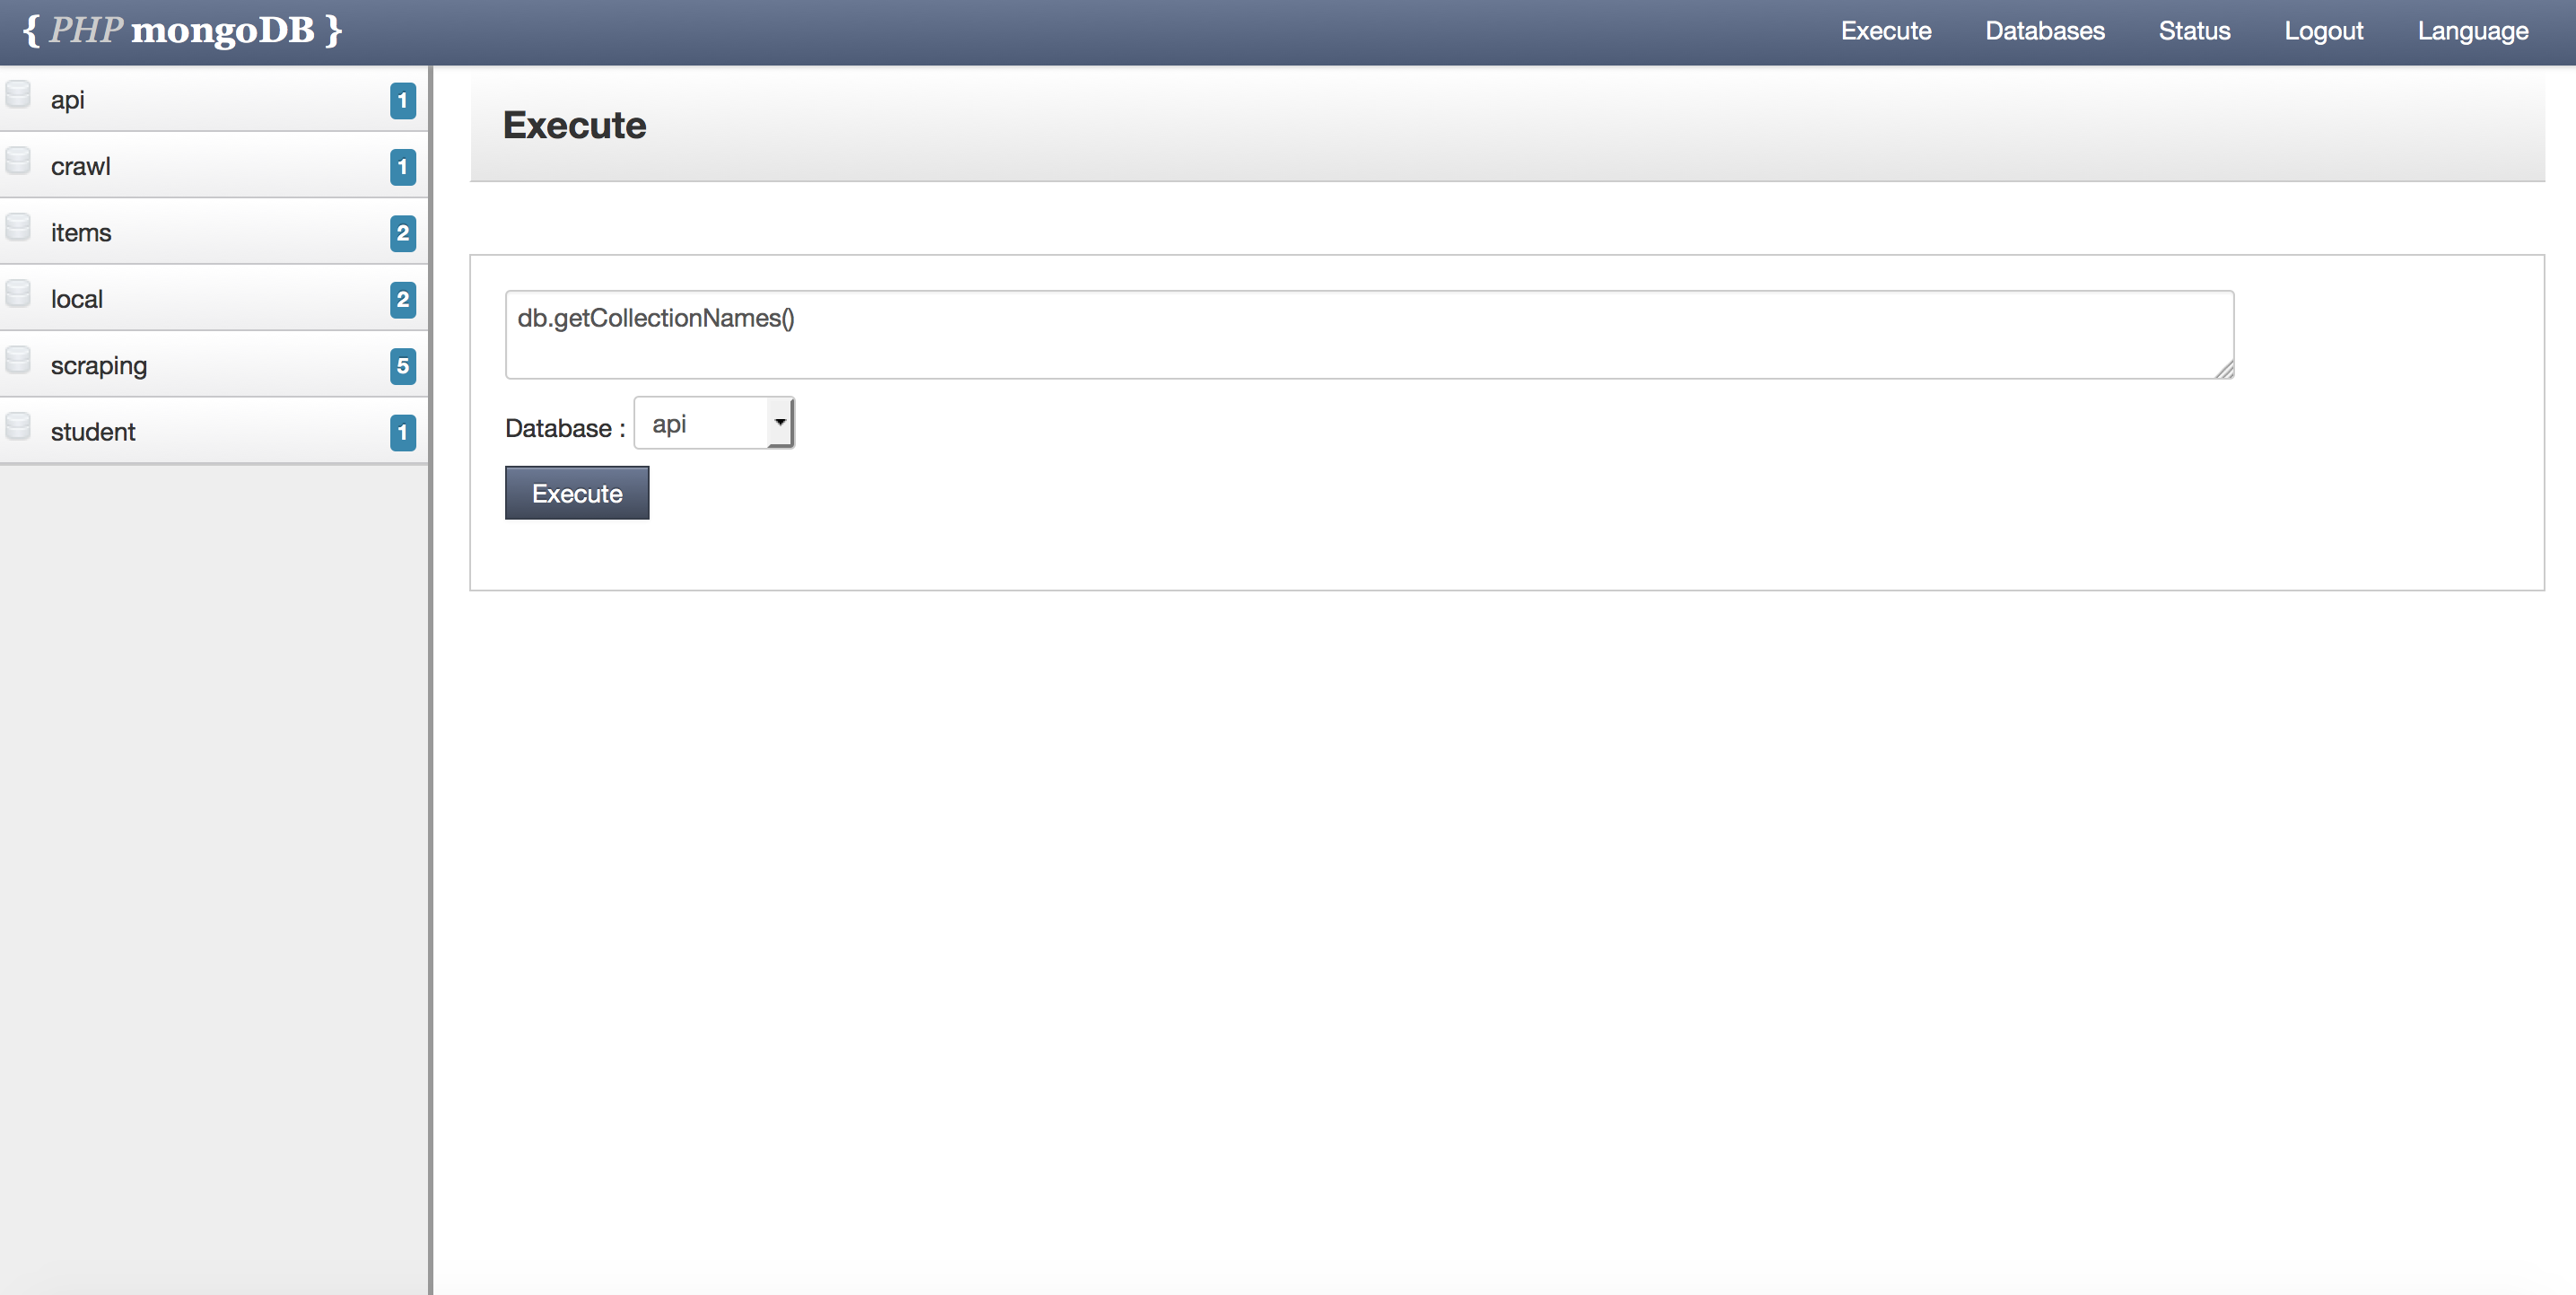 { PHP mongoDB }
Execute Databases Status Logout Language
api 1
crawl 1
items 2
local 2
scraping 5
student 1
Execute
db.getCollectionNames()
Database : api
Execute